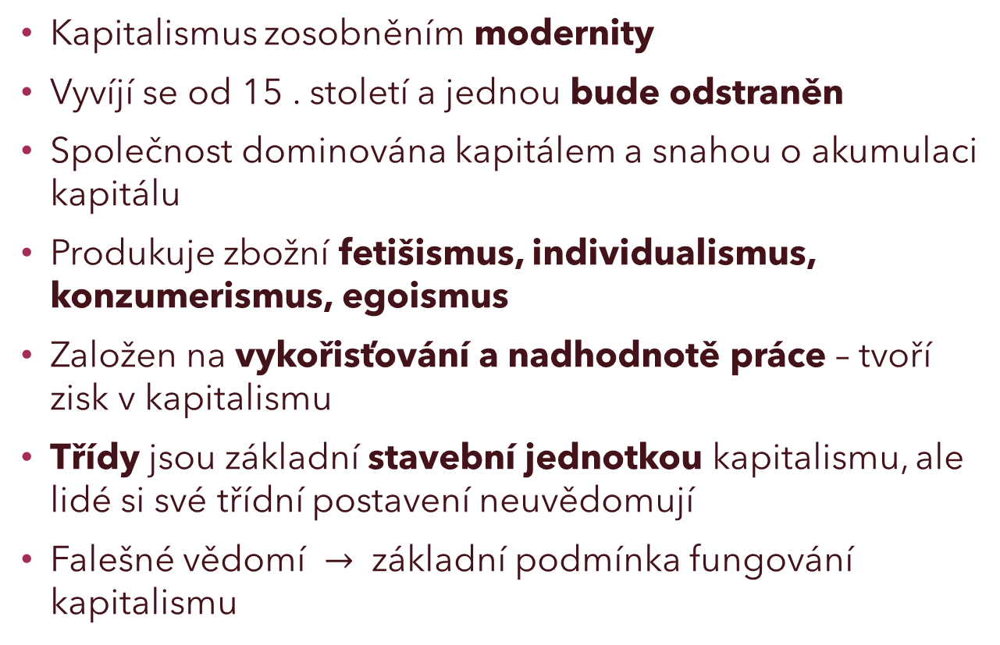 • Kapitalismus zosobněním modernity
• Vyvíjí se od 15 . století a jednou bude odstraněn
• Společnost dominována kapitálem a snahou o akumulaci
kapitálu
• Produkuje zbožní fetišismus, individualismus,
konzumerismus, egoismus
• Založen na vykořisťování a nadhodnotě práce – tvoří
zisk v kapitalismu
• Třídy jsou základní stavební jednotkou kapitalismu, ale
lidé si své třídní postavení neuvědomují
• Falešné vědomí → základní podmínka fungování
kapitalismu